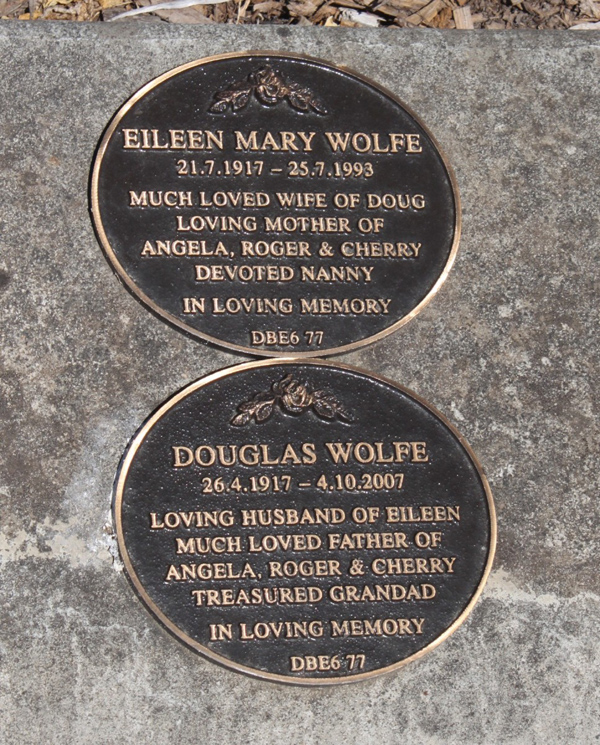 EILEEN MARY WOLFE
21.7.1917 – 25.7.1993
MUCH LOVED WIFE OF DOUG
LOVING MOTHER OF
ANGELA, ROGER & CHERRY
DEVOTED NANNY
IN LOVING MEMORY
DBE6 77
DOUGLAS WOLFE
26.4.1917 – 4.10.2007
LOVING HUSBAND OF EILEEN
MUCH LOVED FATHER OF
ANGELA, ROGER & CHERRY
TREASURED GRANDAD
IN LOVING MEMORY
DBE6 77